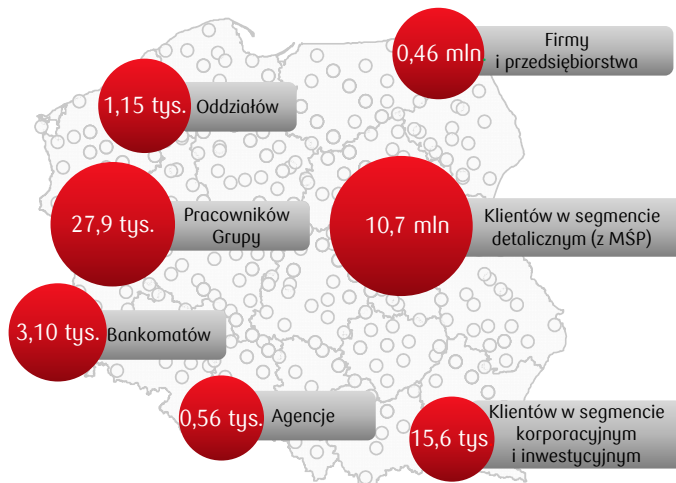 0,46 mln
Firmy
i przedsiębiorstwa
1,15 tys.
Oddziałów
27,9 tys.
Pracowników
Grupy
10,7 mln
Klientów w segmencie
detalicznym (z MŚP)
3,10 tys.
Bankomatów
0,56 tys.
Agencje
15,6 tys
Klientów w segmencie
korporacyjnym
i inwestycyjnym